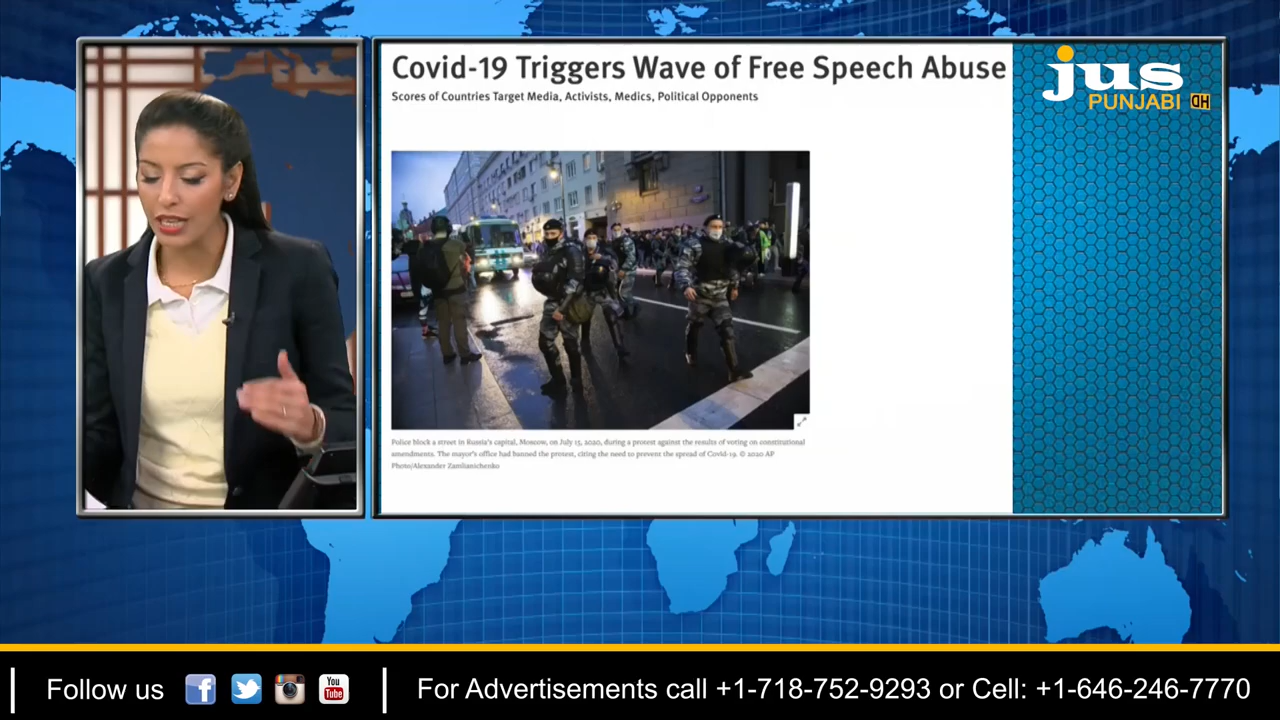 Covid-19 Triggers Wave of Free Speech Abuse
Scores of Countries Target Media, Activists, Medics, Political Opponents
jus
PUNJABI HD
Police block a street in Russia's capital, Moscow, on July 15, 2020, during a protest against the results of voting on constitutional
amendments. The mayor's office had banned the protest, citing the need to prevent the spread of Covid-19. © 2020 AP
Photo/Alexander Zamlianichenko
Follow us
You
Tube
For Advertisements call +1-718-752-9293 or Cell: +1-646-246-7770